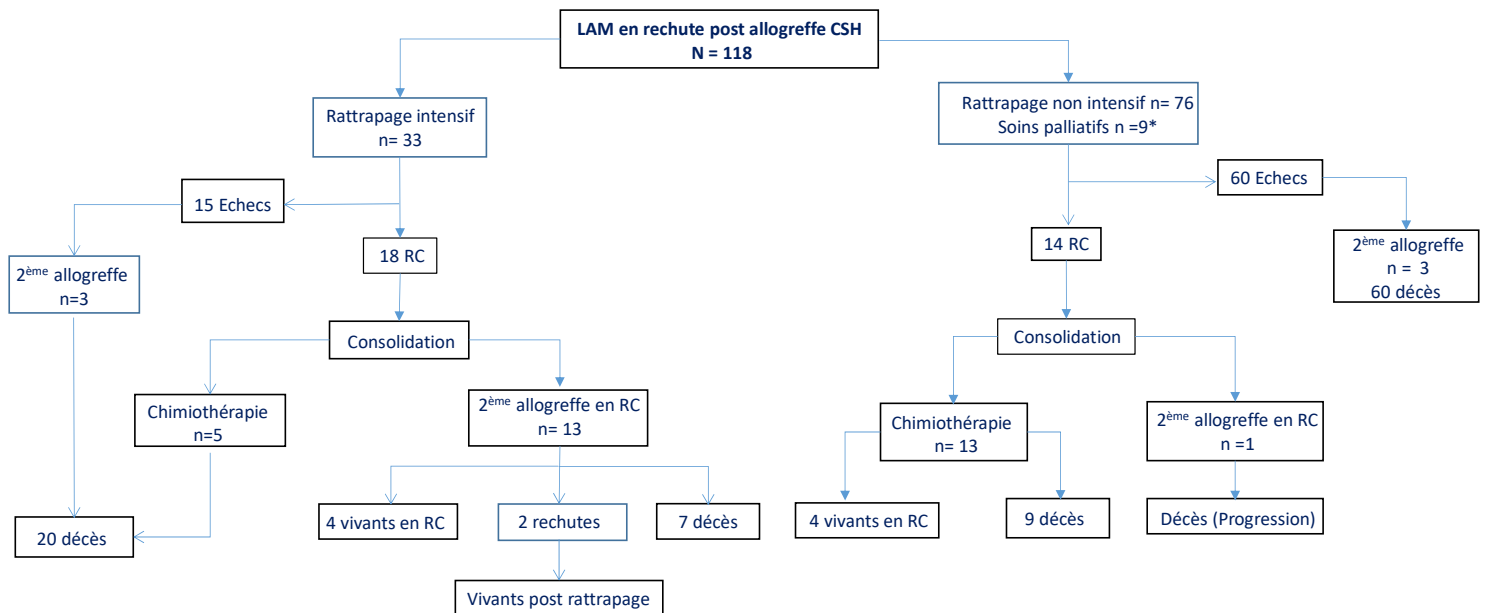 LAM en rechute post allogreffe CSH
N = 118
Rattrapage intensif
n= 33
Rattrapage non intensif n= 76
Soins palliatifs n =9*
15 Echecs
60 Echecs
18 RC
14 RC
2ème allogreffe
n=3
2ème allogreffe
n = 3
60 décès
Consolidation
Consolidation
Chimiothérapie
n=5
2ème allogreffe en RC
n= 13
Chimiothérapie
n= 13
2ème allogreffe en RC
n =1
20 décès
4 vivants en RC
2 rechutes
7 décès
4 vivants en RC
9 décès
Décès (Progression)
Vivants post rattrapage